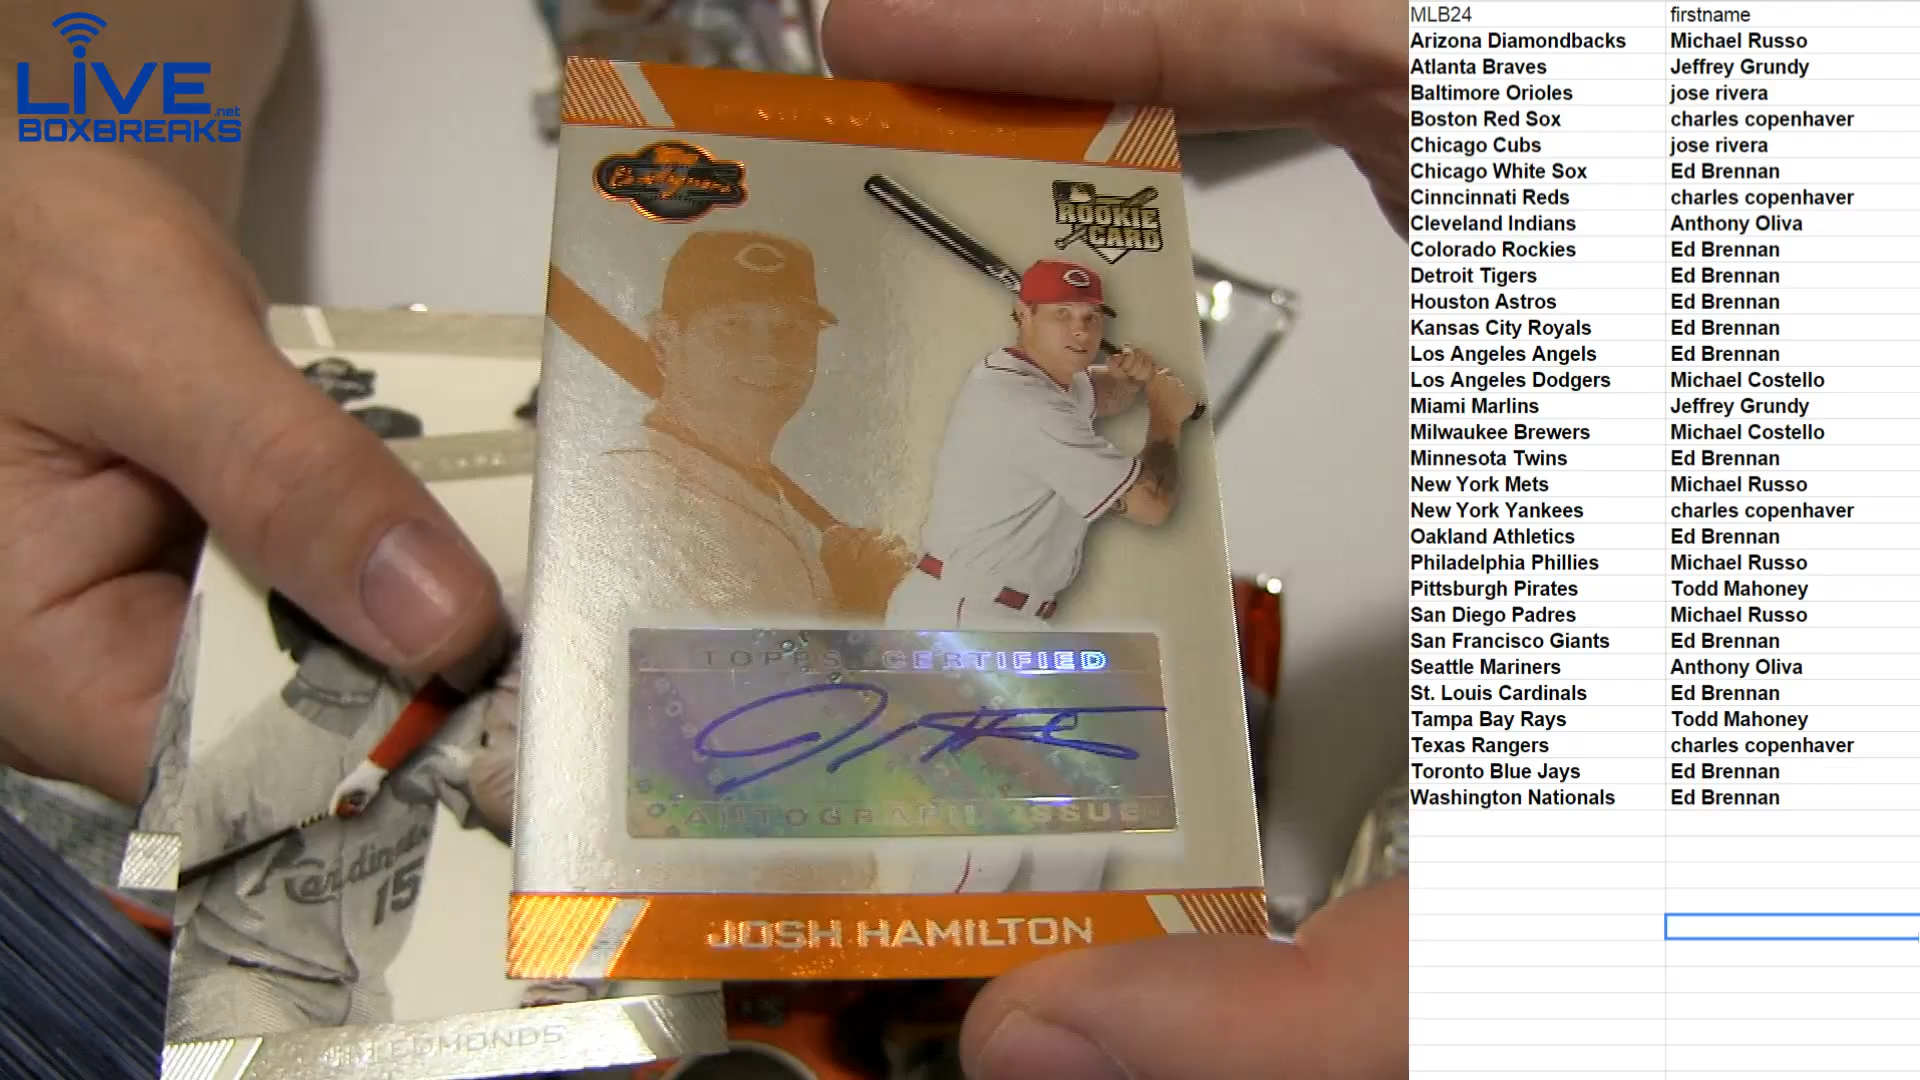 LiVE
.net
BOXBREAKS
ROOKIE
CARD
TOPPS CERTIFIED
AUTOGRAPH ISSUE
JOSH HAMILTON
Cardinals
15
EDMONDS
MLB24 firstname
Arizona Diamondbacks Michael Russo
Atlanta Braves Jeffrey Grundy
Baltimore Orioles jose rivera
Boston Red Sox charles copenhaver
Chicago Cubs jose rivera
Chicago White Sox Ed Brennan
Cinncinnati Reds charles copenhaver
Cleveland Indians Anthony Oliva
Colorado Rockies Ed Brennan
Detroit Tigers Ed Brennan
Houston Astros Ed Brennan
Kansas City Royals Ed Brennan
Los Angeles Angels Ed Brennan
Los Angeles Dodgers Michael Costello
Miami Marlins Jeffrey Grundy
Milwaukee Brewers Michael Costello
Minnesota Twins Ed Brennan
New York Mets Michael Russo
New York Yankees charles copenhaver
Oakland Athletics Ed Brennan
Philadelphia Phillies Michael Russo
Pittsburgh Pirates Todd Mahoney
San Diego Padres Michael Russo
San Francisco Giants Ed Brennan
Seattle Mariners Anthony Oliva
St. Louis Cardinals Ed Brennan
Tampa Bay Rays Todd Mahoney
Texas Rangers charles copenhaver
Toronto Blue Jays Ed Brennan
Washington Nationals Ed Brennan